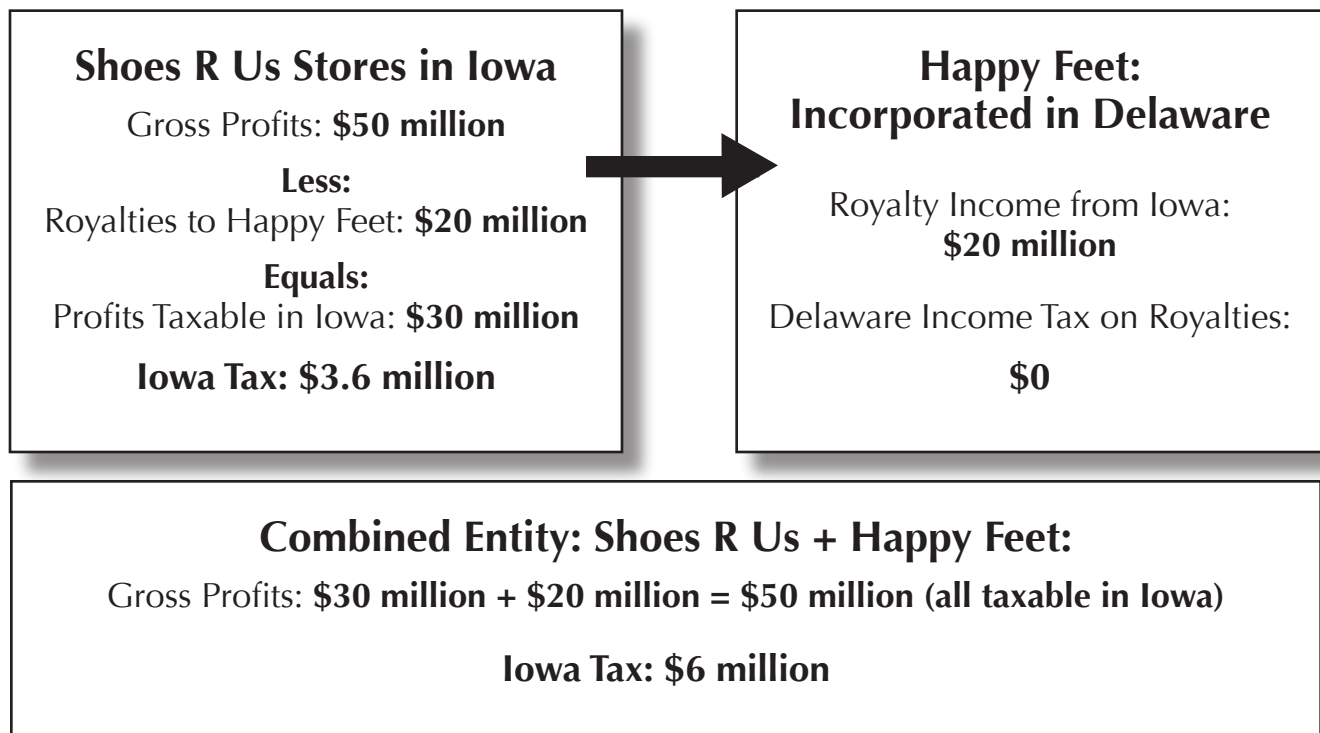 Shoes R Us Stores in Iowa
Gross Profits: $50 million
Less:
Royalties to Happy Feet: $20 million
Equals:
Profits Taxable in Iowa: $30 million
Iowa Tax: $3.6 million
Happy Feet:
Incorporated in Delaware
Royalty Income from Iowa:
$20 million
Delaware Income Tax on Royalties:
$0
Combined Entity: Shoes R Us + Happy Feet:
Gross Profits: $30 million + $20 million = $50 million (all taxable in Iowa)
Iowa Tax: $6 million